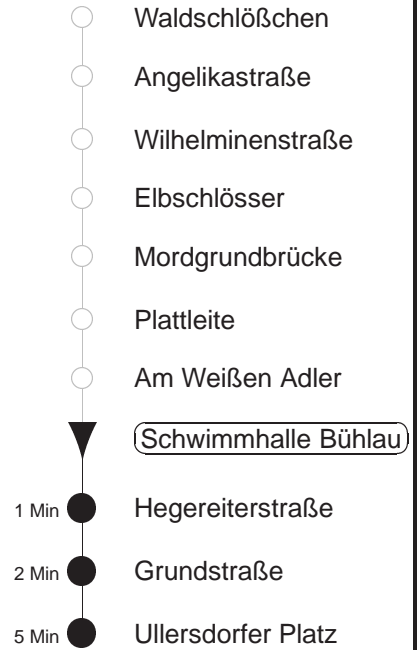 Waldschlößchen
Angelikastraße
Wilhelminenstraße
Elbschlösser
Mordgrundbrücke
Plattleite
Am Weißen Adler
Schwimmhalle Bühlau
1 Min Hegereiterstraße
2 Min Grundstraße
5 Min Ullersdorfer Platz